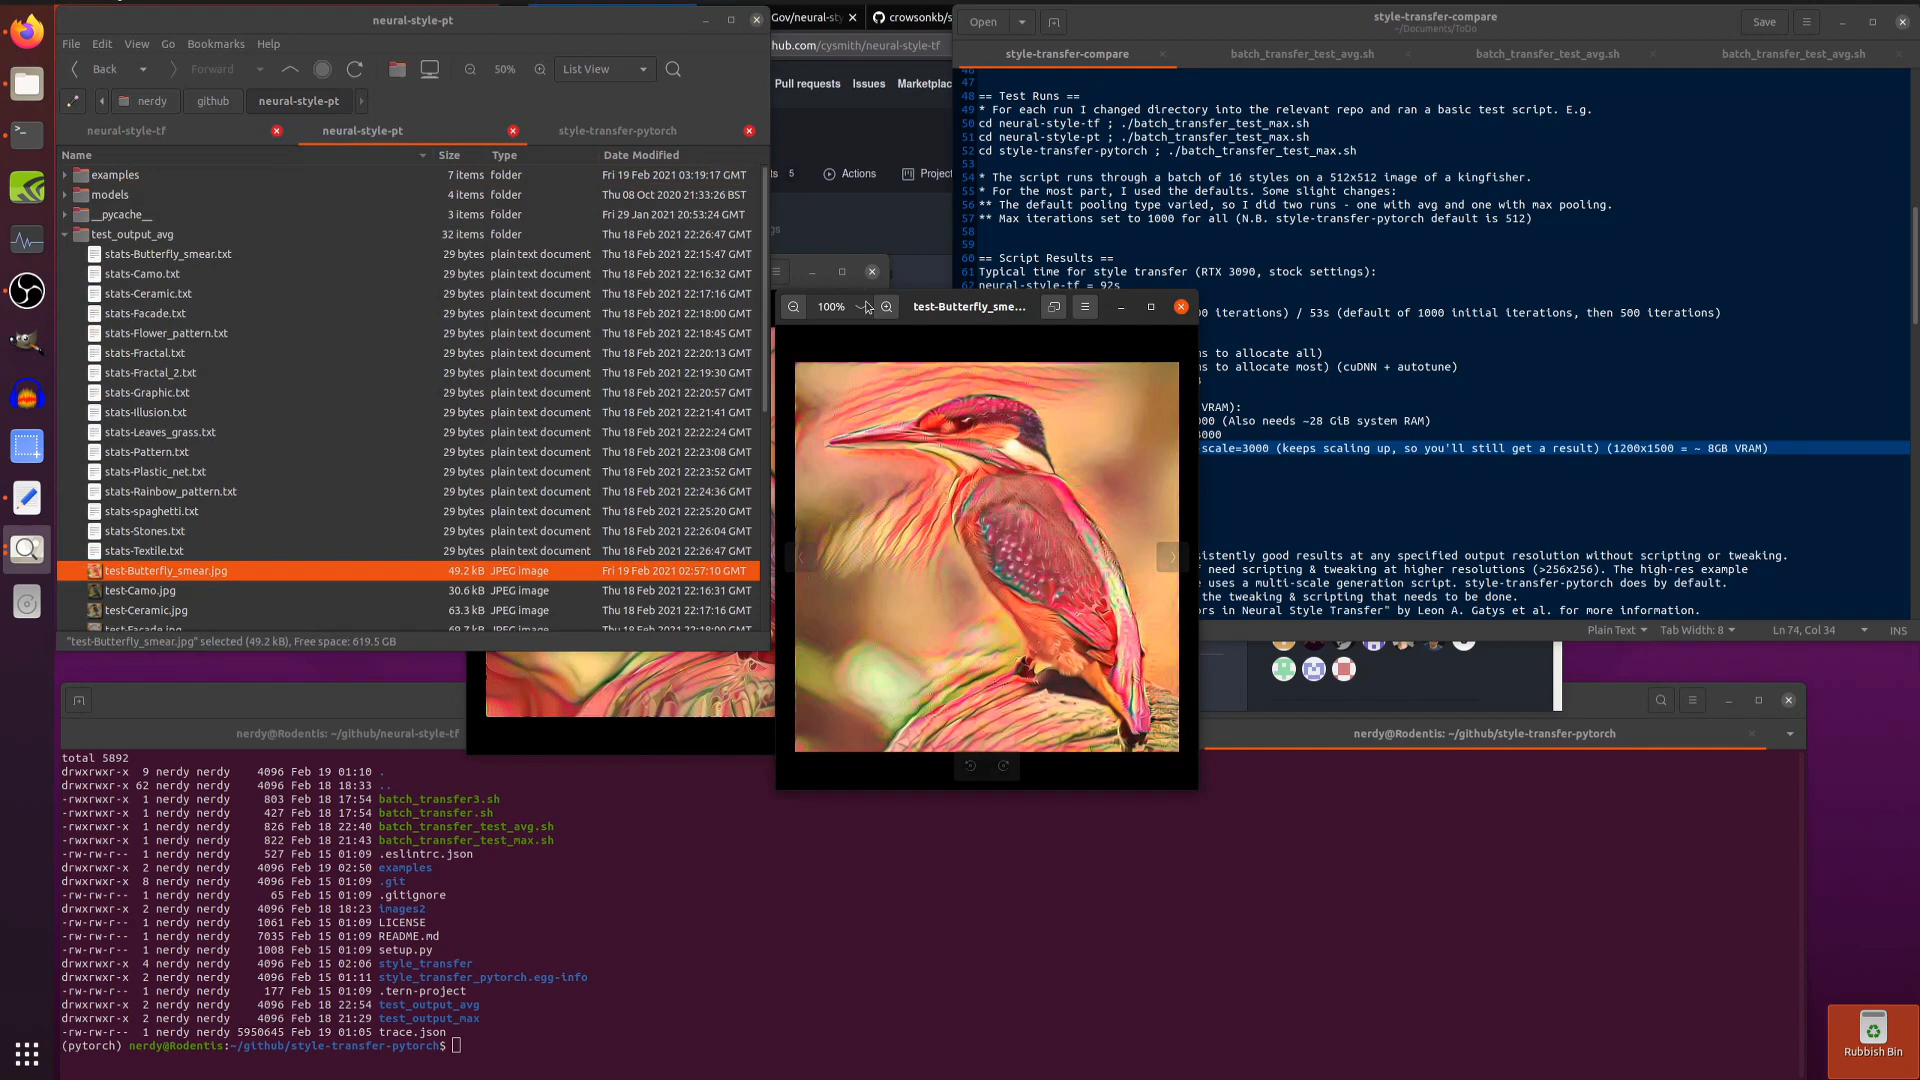 neural-style-pt
File Edit View Go Bookmarks Help
Back Forward 50% List View
nerdy github neural-style-pt
neural-style-tf neural-style-pt style-transfer-pytorch
Name Size Type Date Modified
examples 7 items folder Fri 19 Feb 2021 03:19:17 GMT
models 4 items folder Thu 08 Oct 2020 21:33:26 BST
__pycache__ 3 items folder Fri 29 Jan 2021 20:53:24 GMT
test_output_avg 32 items folder Thu 18 Feb 2021 22:26:47 GMT
stats-Butterfly_smear.txt 29 bytes plain text document Thu 18 Feb 2021 22:15:47 GMT
stats-Camo.txt 29 bytes plain text document Thu 18 Feb 2021 22:16:32 GMT
stats-Ceramic.txt 29 bytes plain text document Thu 18 Feb 2021 22:17:16 GMT
stats-Facade.txt 29 bytes plain text document Thu 18 Feb 2021 22:18:00 GMT
stats-Flower_pattern.txt 29 bytes plain text document Thu 18 Feb 2021 22:18:45 GMT
stats-Fractal.txt 29 bytes plain text document Thu 18 Feb 2021 22:20:13 GMT
stats-Fractal_2.txt 29 bytes plain text document Thu 18 Feb 2021 22:19:30 GMT
stats-Graphic.txt 29 bytes plain text document Thu 18 Feb 2021 22:20:57 GMT
stats-Illusion.txt 29 bytes plain text document Thu 18 Feb 2021 22:21:41 GMT
stats-Leaves_grass.txt 29 bytes plain text document Thu 18 Feb 2021 22:22:24 GMT
stats-Pattern.txt 29 bytes plain text document Thu 18 Feb 2021 22:23:08 GMT
stats-Plastic_net.txt 29 bytes plain text document Thu 18 Feb 2021 22:23:52 GMT
stats-Rainbow_pattern.txt 29 bytes plain text document Thu 18 Feb 2021 22:24:36 GMT
stats-spaghetti.txt 29 bytes plain text document Thu 18 Feb 2021 22:25:20 GMT
stats-Stones.txt 29 bytes plain text document Thu 18 Feb 2021 22:26:04 GMT
stats-Textile.txt 29 bytes plain text document Thu 18 Feb 2021 22:26:47 GMT
test-Butterfly_smear.jpg 49.2 kB JPEG image Fri 19 Feb 2021 02:57:10 GMT
test-Camo.jpg 30.6 kB JPEG image Thu 18 Feb 2021 22:16:31 GMT
test-Ceramic.jpg 63.3 kB JPEG image Thu 18 Feb 2021 22:17:16 GMT
test-Facade.jpg 69.7 kB JPEG image Thu 18 Feb 2021 22:18:00 GMT
"test-Butterfly_smear.jpg" selected (49.2 kB), Free space: 619.5 GB
Gov/neural-sty crowsonkb/s
hub.com/cysmith/neural-style-tf
Pull requests Issues Marketplac
s 5 Actions Project
gs
100% test-Butterfly_sme...
Open style-transfer-compare Save
~/Documents/ToDo
style-transfer-compare batch_transfer_test_avg.sh batch_transfer_test_avg.sh batch_transfer_test_avg.sh
46
47
48 == Test Runs ==
49 * For each run I changed directory into the relevant repo and ran a basic test script. E.g.
50 cd neural-style-tf ; ./batch_transfer_test_max.sh
51 cd neural-style-pt ; ./batch_transfer_test_max.sh
52 cd style-transfer-pytorch ; ./batch_transfer_test_max.sh
53
54 * The script runs through a batch of 16 styles on a 512x512 image of a kingfisher.
55 * For the most part, I used the defaults. Some slight changes:
56 ** The default pooling type varied, so I did two runs - one with avg and one with max pooling.
57 ** Max iterations set to 1000 for all (N.B. style-transfer-pytorch default is 512)
58
59
60 == Script Results ==
61 Typical time for style transfer (RTX 3090, stock settings):
neural-style-tf = 92s
00 iterations) / 53s (default of 1000 initial iterations, then 500 iterations)
ns to allocate all)
ns to allocate most) (cuDNN + autotune)
B
VRAM):
000 (Also needs ~28 GiB system RAM)
3000
scale=3000 (keeps scaling up, so you'll still get a result) (1200x1500 = ~ 8GB VRAM)
sistently good results at any specified output resolution without scripting or tweaking.
f need scripting & tweaking at higher resolutions (>256x256). The high-res example
e uses a multi-scale generation script. style-transfer-pytorch does by default.
the tweaking & scripting that needs to be done.
ors in Neural Style Transfer" by Leon A. Gatys et al. for more information.
Plain Text Tab Width: 8 Ln 74, Col 34 INS
nerdy@Rodentis: ~/github/neural-style-tf nerdy@Rodentis: ~/github/style-transfer-pytorch
total 5892
drwxrwxr-x 9 nerdy nerdy 4096 Feb 19 01:10 .
drwxrwxr-x 62 nerdy nerdy 4096 Feb 18 18:33 ..
-rwxrwxr-x 1 nerdy nerdy 803 Feb 18 17:54 batch_transfer3.sh
-rwxrwxr-x 1 nerdy nerdy 427 Feb 18 17:54 batch_transfer.sh
-rwxrwxr-x 1 nerdy nerdy 826 Feb 18 22:40 batch_transfer_test_avg.sh
-rwxrwxr-x 1 nerdy nerdy 822 Feb 18 21:43 batch_transfer_test_max.sh
-rw-rw-r-- 1 nerdy nerdy 527 Feb 15 01:09 .eslintrc.json
drwxrwxr-x 2 nerdy nerdy 4096 Feb 19 02:50 examples
drwxrwxr-x 8 nerdy nerdy 4096 Feb 15 01:09 .git
-rw-rw-r-- 1 nerdy nerdy 65 Feb 15 01:09 .gitignore
drwxrwxr-x 2 nerdy nerdy 4096 Feb 18 18:23 images2
-rw-rw-r-- 1 nerdy nerdy 1061 Feb 15 01:09 LICENSE
-rw-rw-r-- 1 nerdy nerdy 7035 Feb 15 01:09 README.md
-rw-rw-r-- 1 nerdy nerdy 1008 Feb 15 01:09 setup.py
drwxrwxr-x 4 nerdy nerdy 4096 Feb 15 02:06 style_transfer
drwxrwxr-x 2 nerdy nerdy 4096 Feb 15 01:11 style_transfer_pytorch.egg-info
-rw-rw-r-- 1 nerdy nerdy 177 Feb 15 01:09 .tern-project
drwxrwxr-x 2 nerdy nerdy 4096 Feb 18 22:54 test_output_avg
drwxrwxr-x 2 nerdy nerdy 4096 Feb 18 21:29 test_output_max
-rw-rw-r-- 1 nerdy nerdy 5950645 Feb 19 01:05 trace.json
(pytorch) nerdy@Rodentis:~/github/style-transfer-pytorch$
Rubbish Bin